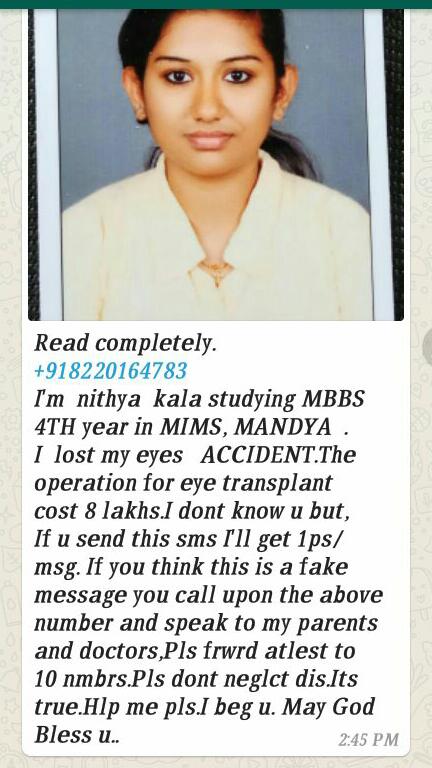 Read completely.
+918220164783
I'm nithya kala studying MBBS
4TH year in MIMS, MANDYA .
I lost my eyes ACCIDENT.The
operation for eye transplant
cost 8 lakhs.I dont know u but,
If u send this sms I'll get 1ps/
msg. If you think this is a fake
message you call upon the above
number and speak to my parents
and doctors,Pls frwrd atlest to
10 nmbrs.Pls dont neglct dis.Its
true.Hlp me pls.I beg u. May God
Bless u..
2:45 PM